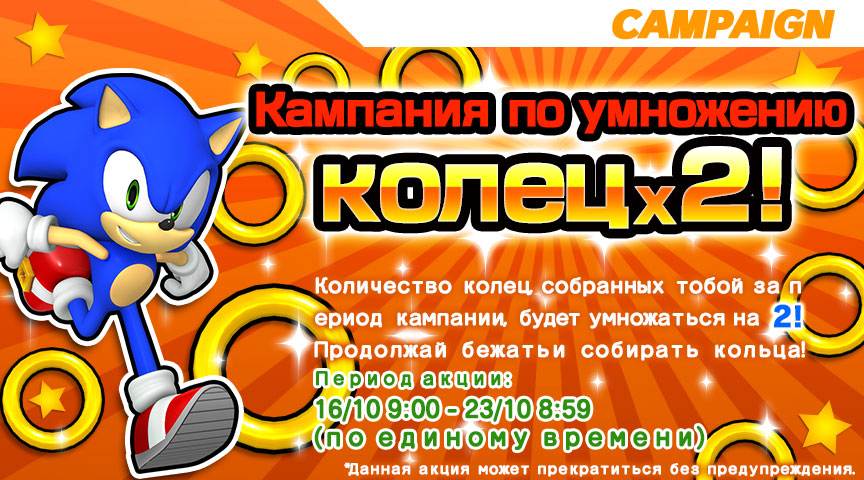 CAMPAIGN
Кампания по умножению
колецx2!
Количество колец, собранных тобой за п
ериод кампании, будет умножаться на 2!
Продолжай бежатьи собирать кольца!
Период акции:
16/10 9:00 - 23/10 8:59
(по единому времени)
*Данная акция может прекратиться без предупреждения.